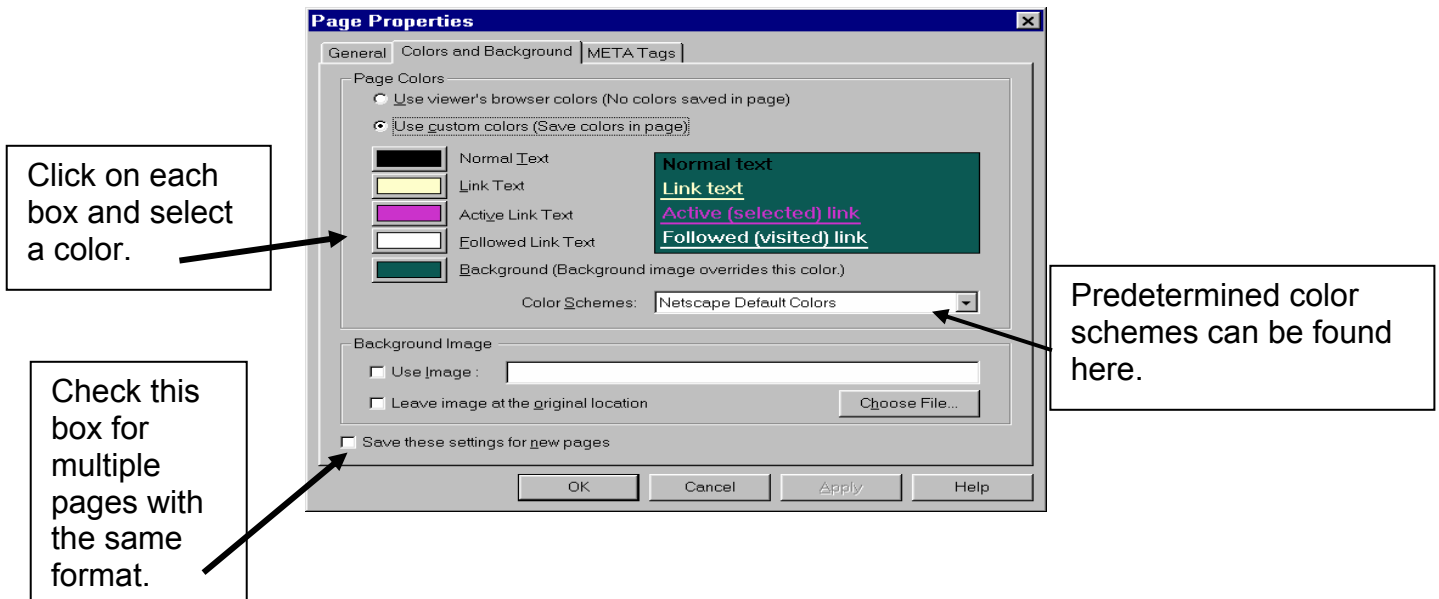 Page Properties
General Colors and Background META Tags
Page Colors
Use viewer's browser colors (No colors saved in page)
Use custom colors (Save colors in page)
Normal Text
Link Text
Active Link Text
Followed Link Text
Background (Background image overrides this color.)
Normal text
Link text
Active (selected) link
Followed (visited) link
Color Schemes: Netscape Default Colors
Background Image
Use Image :
Leave image at the original location
Choose File...
Save these settings for new pages
OK Cancel Apply Help
Click on each
box and select
a color.
Check this
box for
multiple
pages with
the same
format.
Predetermined color
schemes can be found
here.